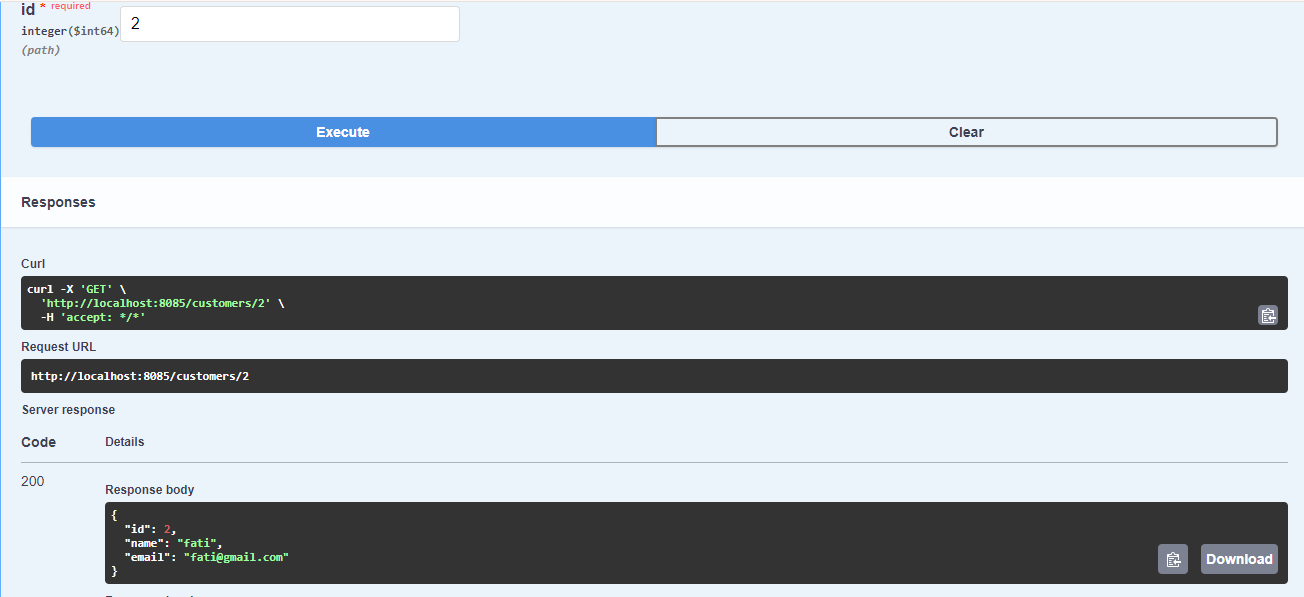 id * required
integer($int64)
2
(path)
Execute
Clear
Responses
Curl
curl -X 'GET' \
'http://localhost:8085/customers/2' \
-H 'accept: */*'
Request URL
http://localhost:8085/customers/2
Server response
Code
Details
200
Response body
{
"id": 2,
"name": "fati",
"email": "fati@gmail.com"
}
Download